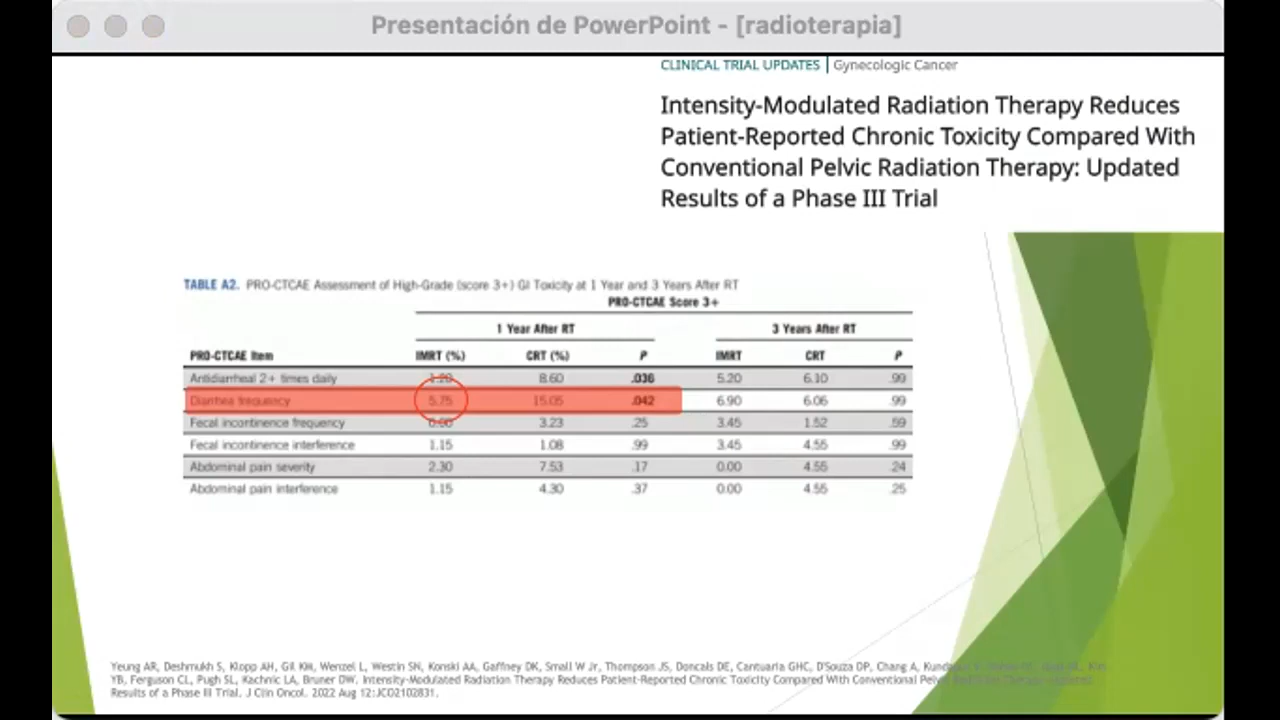 Presentación de PowerPoint - [radioterapia]
CLINICAL TRIAL UPDATES | Gynecologic Cancer
Intensity-Modulated Radiation Therapy Reduces
Patient-Reported Chronic Toxicity Compared With
Conventional Pelvic Radiation Therapy: Updated
Results of a Phase III Trial
TABLE A2. PRO-CTCAE Assessment of High-Grade (score 3+) GI Toxicity at 1 Year and 3 Years After RT
PRO-CTCAE Score 3+
1 Year After RT 3 Years After RT
PRO-CTCAE Item IMRT (%) CRT (%) P IMRT CRT P
Antidiarrheal 2+ times daily 8.60 .036 5.20 6.10 .99
Diarrhea frequency 5.75 15.05 .042 6.90 6.06 .99
Fecal incontinence frequency 0.00 3.23 .25 3.45 1.52 .59
Fecal incontinence interference 1.15 1.08 .99 3.45 4.55 .99
Abdominal pain severity 2.30 7.53 .17 0.00 4.55 .24
Abdominal pain interference 1.15 4.30 .37 0.00 4.55 .25
Yeung AR, Deshmukh S, Klopp AH, Gil KM, Wenzel L, Westin SN, Konski AA, Gaffney DK, Small W Jr, Thompson JS, Doncals DE, Cantuaria GHC, D'Souza DP, Chang A,
YB, Ferguson CL, Pugh SL, Kachnic LA, Bruner DW. Intensity-Modulated Radiation Therapy Reduces Patient-Reported Chronic Toxicity Compared With Conventional Pelvic Radiation Therapy:
Results of a Phase III Trial. J Clin Oncol. 2022 Aug 12:JCO2102831.